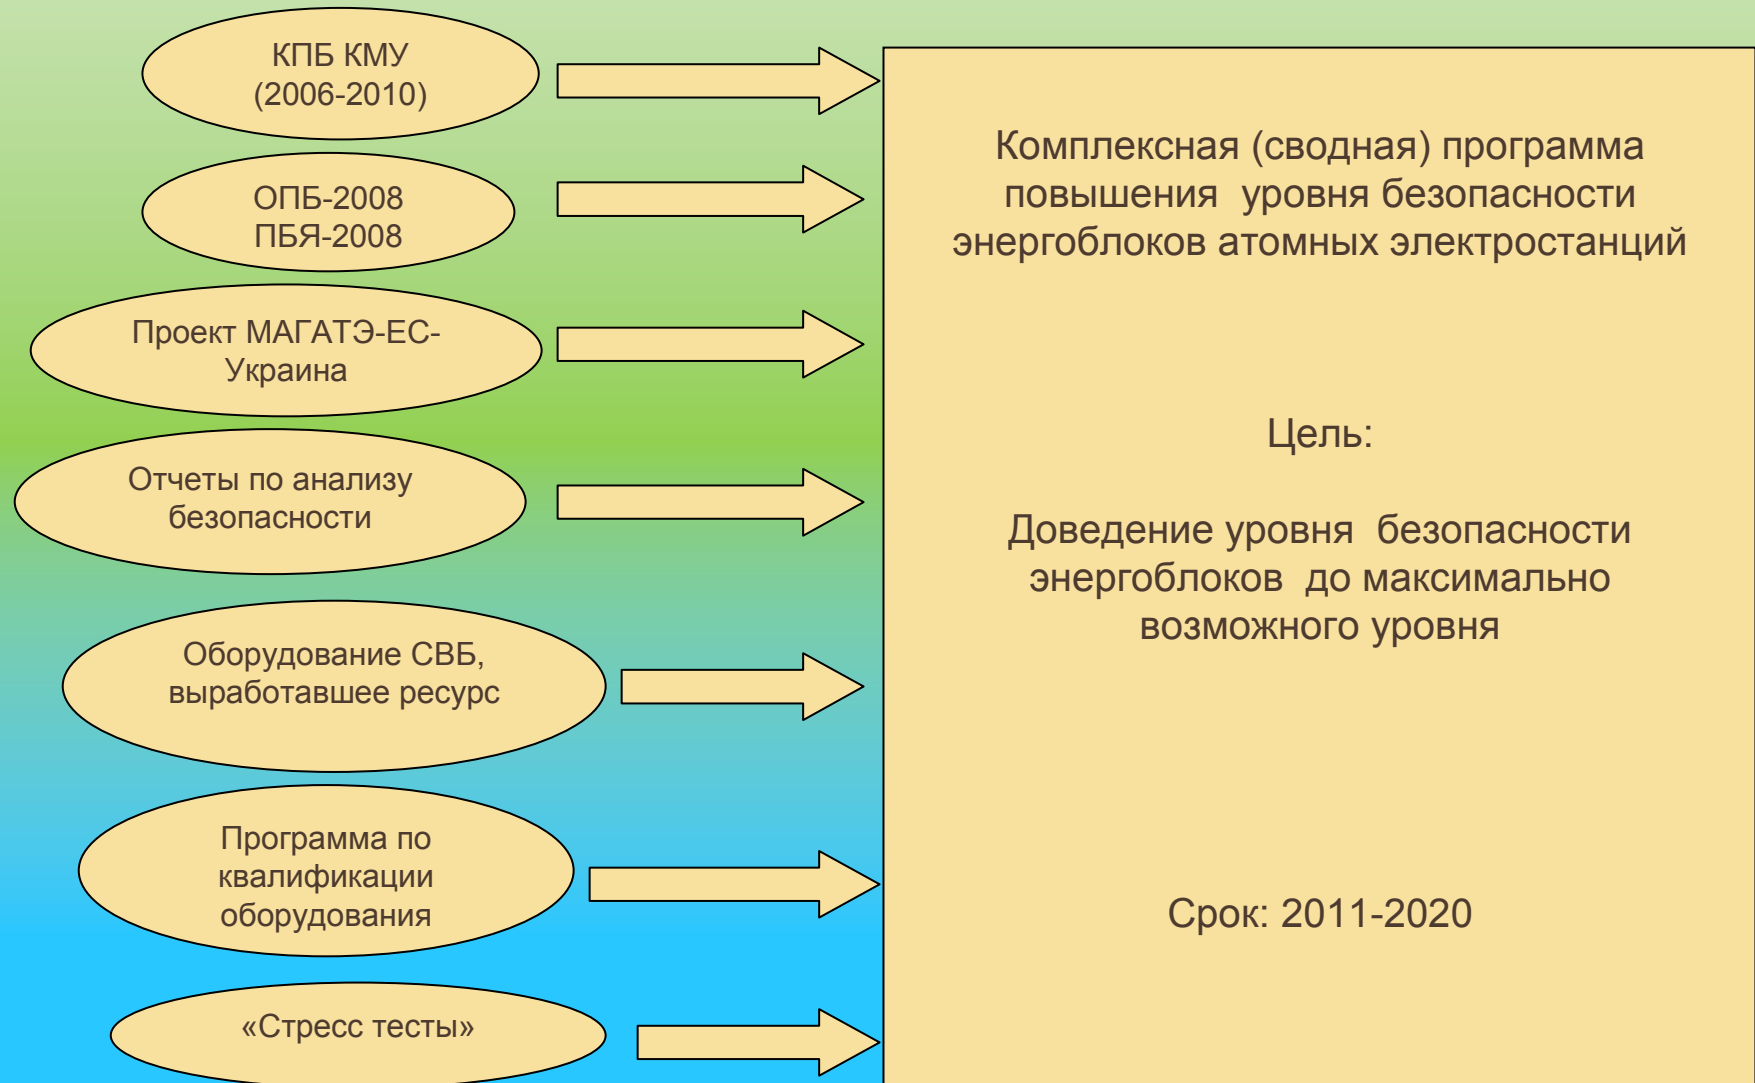 КПБ КМУ
(2006-2010)
ОПБ-2008
ПБЯ-2008
Проект МАГАТЭ-ЕС-
Украина
Отчеты по анализу
безопасности
Оборудование СВБ,
выработавшее ресурс
Программа по
квалификации
оборудования
«Стресс тесты»
Комплексная (сводная) программа
повышения уровня безопасности
энергоблоков атомных электростанций
Цель:
Доведение уровня безопасности
энергоблоков до максимально
возможного уровня
Срок: 2011-2020